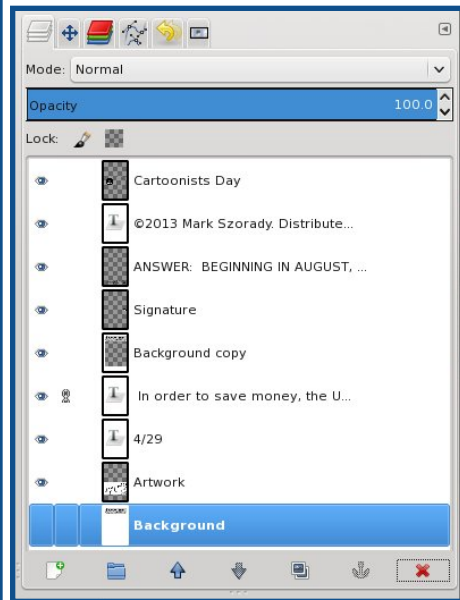 Mode: Normal
Opacity 100.0
Lock:
Cartoonists Day
©2013 Mark Szorady. Distribute...
ANSWER: BEGINNING IN AUGUST, ...
Signature
Background copy
In order to save money, the U...
4/29
Artwork
Background